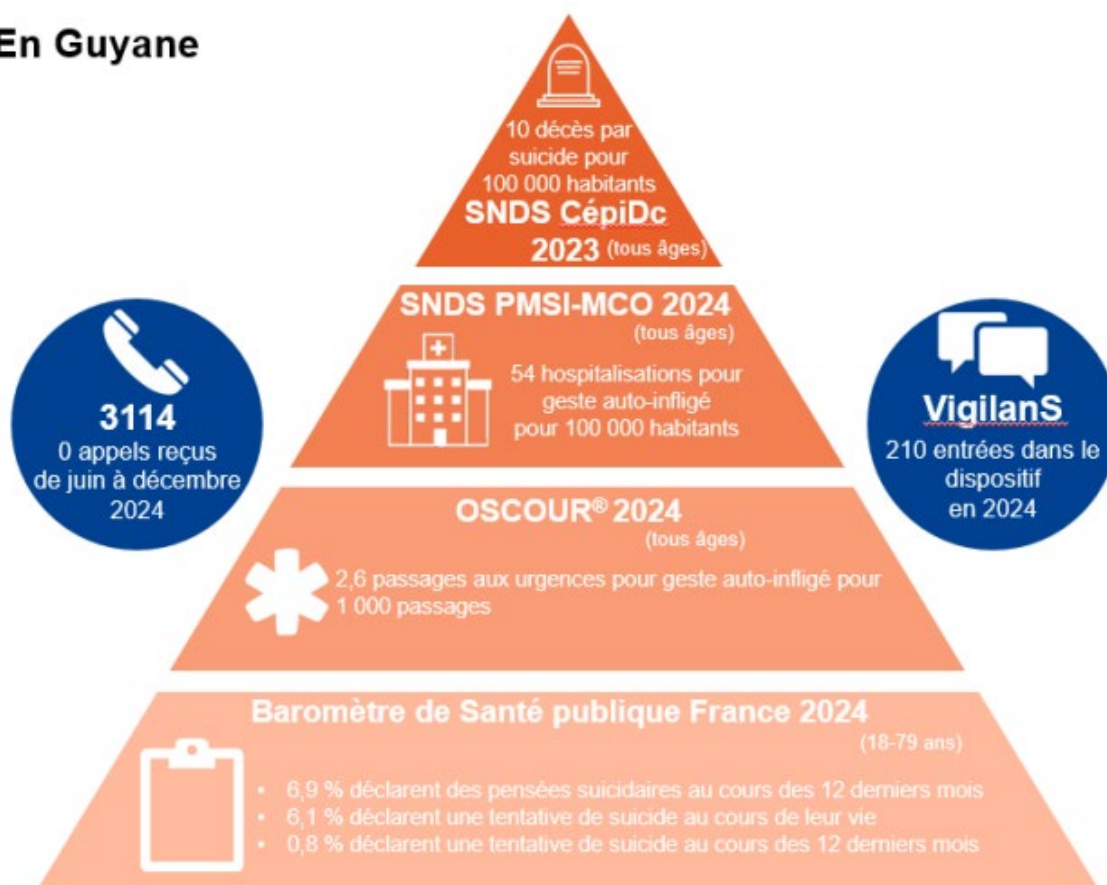 En Guyane
10 décès par
suicide pour
100 000 habitants
SNDS CépiDc
2023 (tous âges)
SNDS PMSI-MCO 2024
(tous âges)
54 hospitalisations pour
geste auto-infligé
pour 100 000 habitants
3114
0 appels reçus
de juin à décembre
2024
VigilanS
210 entrées dans le
dispositif
en 2024
OSCOUR® 2024
(tous âges)
2,6 passages aux urgences pour geste auto-infligé pour
1 000 passages
Baromètre de Santé publique France 2024
(18-79 ans)
• 6,9 % déclarent des pensées suicidaires au cours des 12 derniers mois
• 6,1 % déclarent une tentative de suicide au cours de leur vie
• 0,8 % déclarent une tentative de suicide au cours des 12 derniers mois